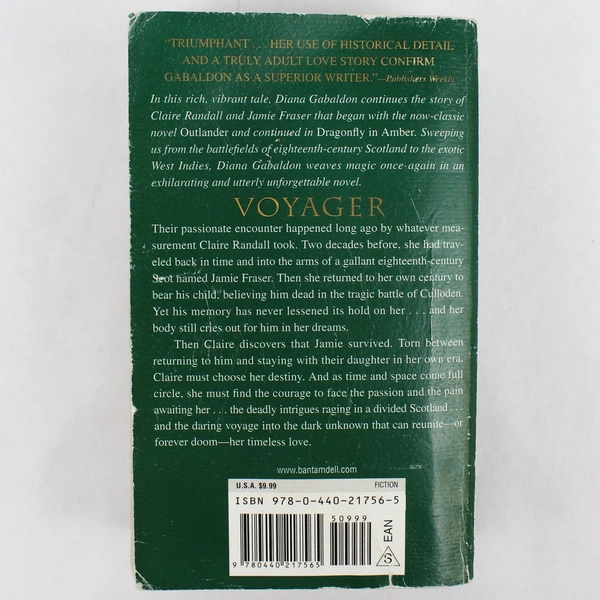 "TRIUMPHANT . . . HER USE OF HISTORICAL DETAIL
AND A TRULY ADULT LOVE STORY CONFIRM
GABALDON AS A SUPERIOR WRITER."—Publishers Weekly
In this rich, vibrant tale, Diana Gabaldon continues the story of
Claire Randall and Jamie Fraser that began with the now-classic
novel Outlander and continued in Dragonfly in Amber. Sweeping
us from the battlefields of eighteenth-century Scotland to the exotic
West Indies, Diana Gabaldon weaves magic once-again in an
exhilarating and utterly unforgettable novel.
VOYAGER
Their passionate encounter happened long ago by whatever mea-
surement Claire Randall took. Two decades before, she had trav-
eled back in time and into the arms of a gallant eighteenth-century
Scot named Jamie Fraser. Then she returned to her own century to
bear his child, believing him dead in the tragic battle of Culloden.
Yet his memory has never lessened its hold on her . . . and her
body still cries out for him in her dreams.
Then Claire discovers that Jamie survived. Torn between
returning to him and staying with their daughter in her own era,
Claire must choose her destiny. And as time and space come full
circle, she must find the courage to face the passion and the pain
awaiting her . . . the deadly intrigues raging in a divided Scotland . . .
and the daring voyage into the dark unknown that can reunite—or
forever doom—her timeless love.
www.bantamdell.com
U.S.A. $9.99 FICTION
ISBN 978-0-440-21756-5
50999
EAN
S
9 780440 217565